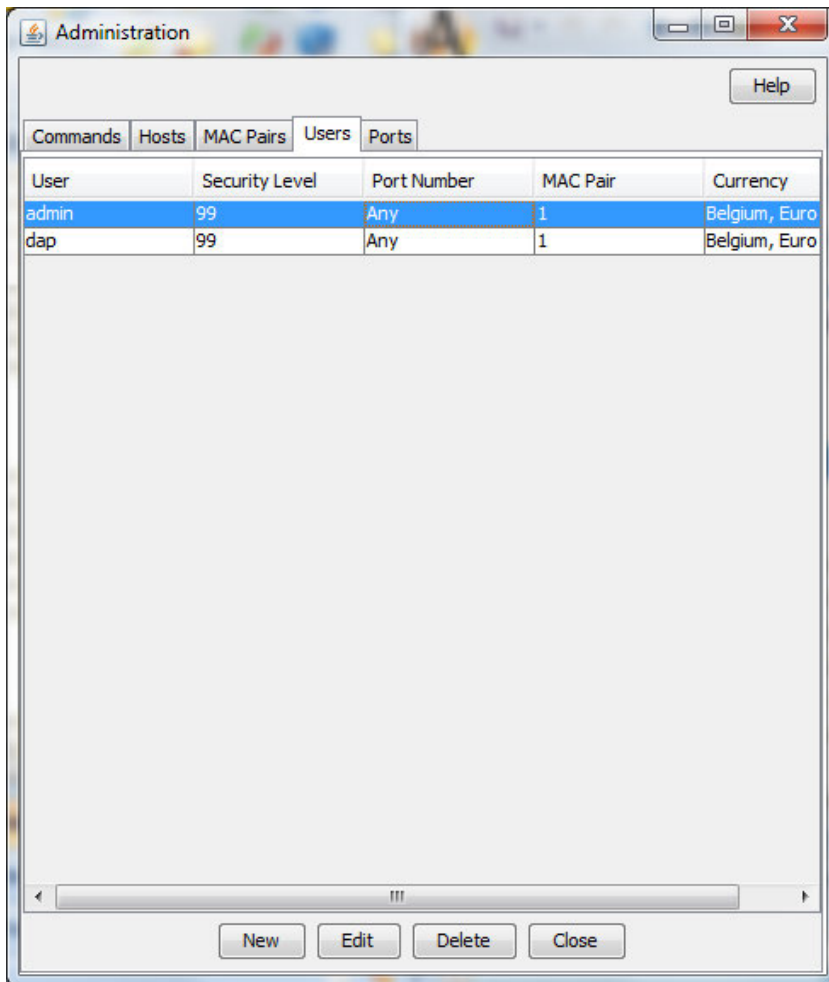 Administration
Help
Commands Hosts MAC Pairs Users Ports
User Security Level Port Number MAC Pair Currency
admin 99 Any 1 Belgium, Euro
dap 99 Any 1 Belgium, Euro
New Edit Delete Close